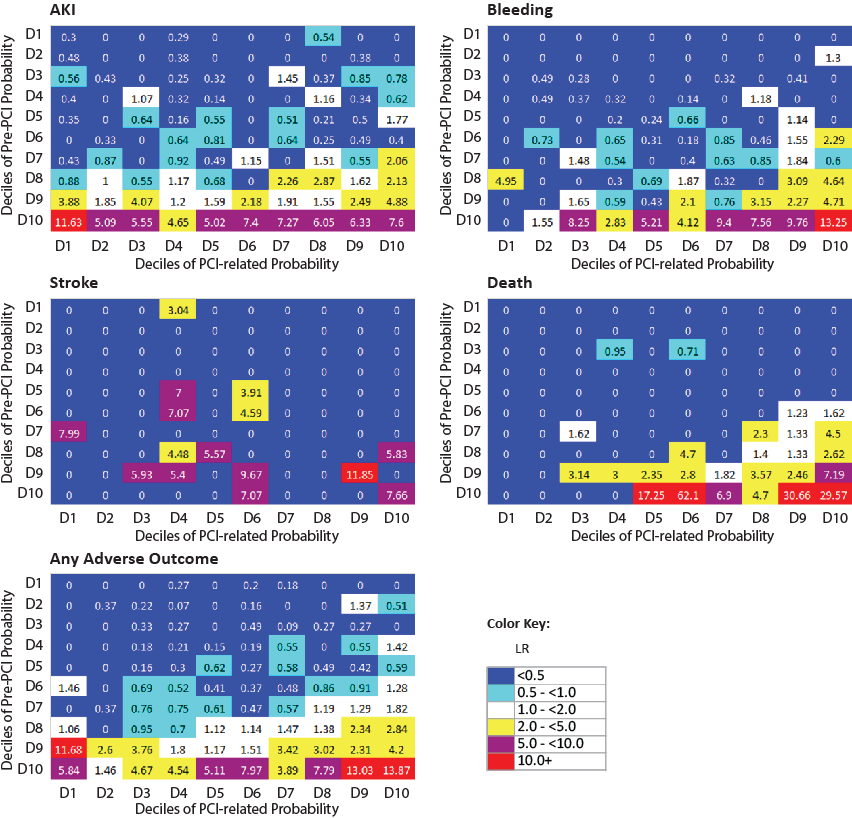 AKI
Deciles of Pre-PCI Probability
D1 0.3 0 0 0.29 0 0 0 0.54 0 0
D2 0.48 0 0 0.38 0 0 0 0 0.38 0
D3 0.56 0.43 0 0.25 0.32 0 1.45 0.37 0.85 0.78
D4 0.4 0 1.07 0.32 0.14 0 0 1.16 0.34 0.62
D5 0.35 0 0.64 0.16 0.55 0 0.51 0.21 0.5 1.77
D6 0 0.33 0 0.64 0.81 0 0.64 0.25 0.49 0.4
D7 0.43 0.87 0 0.92 0.49 1.15 0 1.51 0.55 2.06
D8 0.88 1 0.55 1.17 0.68 0 2.26 2.87 1.62 2.13
D9 3.88 1.85 4.07 1.2 1.59 2.18 1.91 1.55 2.49 4.88
D10 11.63 5.09 5.55 4.65 5.02 7.4 7.27 6.05 6.33 7.6
D1 D2 D3 D4 D5 D6 D7 D8 D9 D10
Deciles of PCI-related Probability
Bleeding
Deciles of Pre-PCI Probability
D1 0 0 0 0 0 0 0 0 0 0
D2 0 0 0 0 0 0 0 0 0 1.3
D3 0 0.49 0.28 0 0 0 0.32 0 0.41 0
D4 0 0.49 0.37 0.32 0 0.14 0 1.18 0 0
D5 0 0 0 0.2 0.24 0.66 0 0 1.14 0
D6 0 0.73 0 0.65 0.31 0.18 0.85 0.46 1.55 2.29
D7 0 0 1.48 0.54 0 0.4 0.63 0.85 1.84 0.6
D8 4.95 0 0 0.3 0.69 1.87 0.32 0 3.09 4.64
D9 0 0 1.65 0.59 0.43 2.1 0.76 3.15 2.27 4.71
D10 0 1.55 8.25 2.83 5.21 4.12 9.4 7.56 9.76 13.25
D1 D2 D3 D4 D5 D6 D7 D8 D9 D10
Deciles of PCI-related Probability
Stroke
Deciles of Pre-PCI Probability
D1 0 0 0 3.04 0 0 0 0 0 0
D2 0 0 0 0 0 0 0 0 0 0
D3 0 0 0 0 0 0 0 0 0 0
D4 0 0 0 0 0 0 0 0 0 0
D5 0 0 0 7 0 3.91 0 0 0 0
D6 0 0 0 7.07 0 4.59 0 0 0 0
D7 7.99 0 0 0 0 0 0 0 0 0
D8 0 0 0 4.48 5.57 0 0 0 0 5.83
D9 0 0 5.93 5.4 0 9.67 0 0 11.85 0
D10 0 0 0 0 0 7.07 0 0 0 7.66
D1 D2 D3 D4 D5 D6 D7 D8 D9 D10
Deciles of PCI-related Probability
Death
Deciles of Pre-PCI Probability
D1 0 0 0 0 0 0 0 0 0 0
D2 0 0 0 0 0 0 0 0 0 0
D3 0 0 0 0.95 0 0.71 0 0 0 0
D4 0 0 0 0 0 0 0 0 0 0
D5 0 0 0 0 0 0 0 0 0 0
D6 0 0 0 0 0 0 0 0 1.23 1.62
D7 0 0 1.62 0 0 0 0 2.3 1.33 4.5
D8 0 0 0 0 0 4.7 0 1.4 1.33 2.62
D9 0 0 3.14 3 2.35 2.8 1.82 3.57 2.46 7.19
D10 0 0 0 0 17.25 62.1 6.9 4.7 30.66 29.57
D1 D2 D3 D4 D5 D6 D7 D8 D9 D10
Deciles of PCI-related Probability
Any Adverse Outcome
Deciles of Pre-PCI Probability
D1 0 0 0 0.27 0 0.2 0.18 0 0 0
D2 0 0.37 0.22 0.07 0 0.16 0 0 1.37 0.51
D3 0 0 0.33 0.27 0 0.49 0.09 0.27 0.27 0
D4 0 0 0.18 0.21 0.15 0.19 0.55 0 0.55 1.42
D5 0 0 0.16 0.3 0.62 0.27 0.58 0.49 0.42 0.59
D6 1.46 0 0.69 0.52 0.41 0.37 0.48 0.86 0.91 1.28
D7 0 0.37 0.76 0.75 0.61 0.47 0.57 1.19 1.29 1.82
D8 1.06 0 0.95 0.7 1.12 1.14 1.47 1.38 2.34 2.84
D9 11.68 2.6 3.76 1.8 1.17 1.51 3.42 3.02 2.31 4.2
D10 5.84 1.46 4.67 4.54 5.11 7.97 3.89 7.79 13.03 13.87
D1 D2 D3 D4 D5 D6 D7 D8 D9 D10
Deciles of PCI-related Probability
Color Key:
LR
<0.5
0.5 - <1.0
1.0 - <2.0
2.0 - <5.0
5.0 - <10.0
10.0+